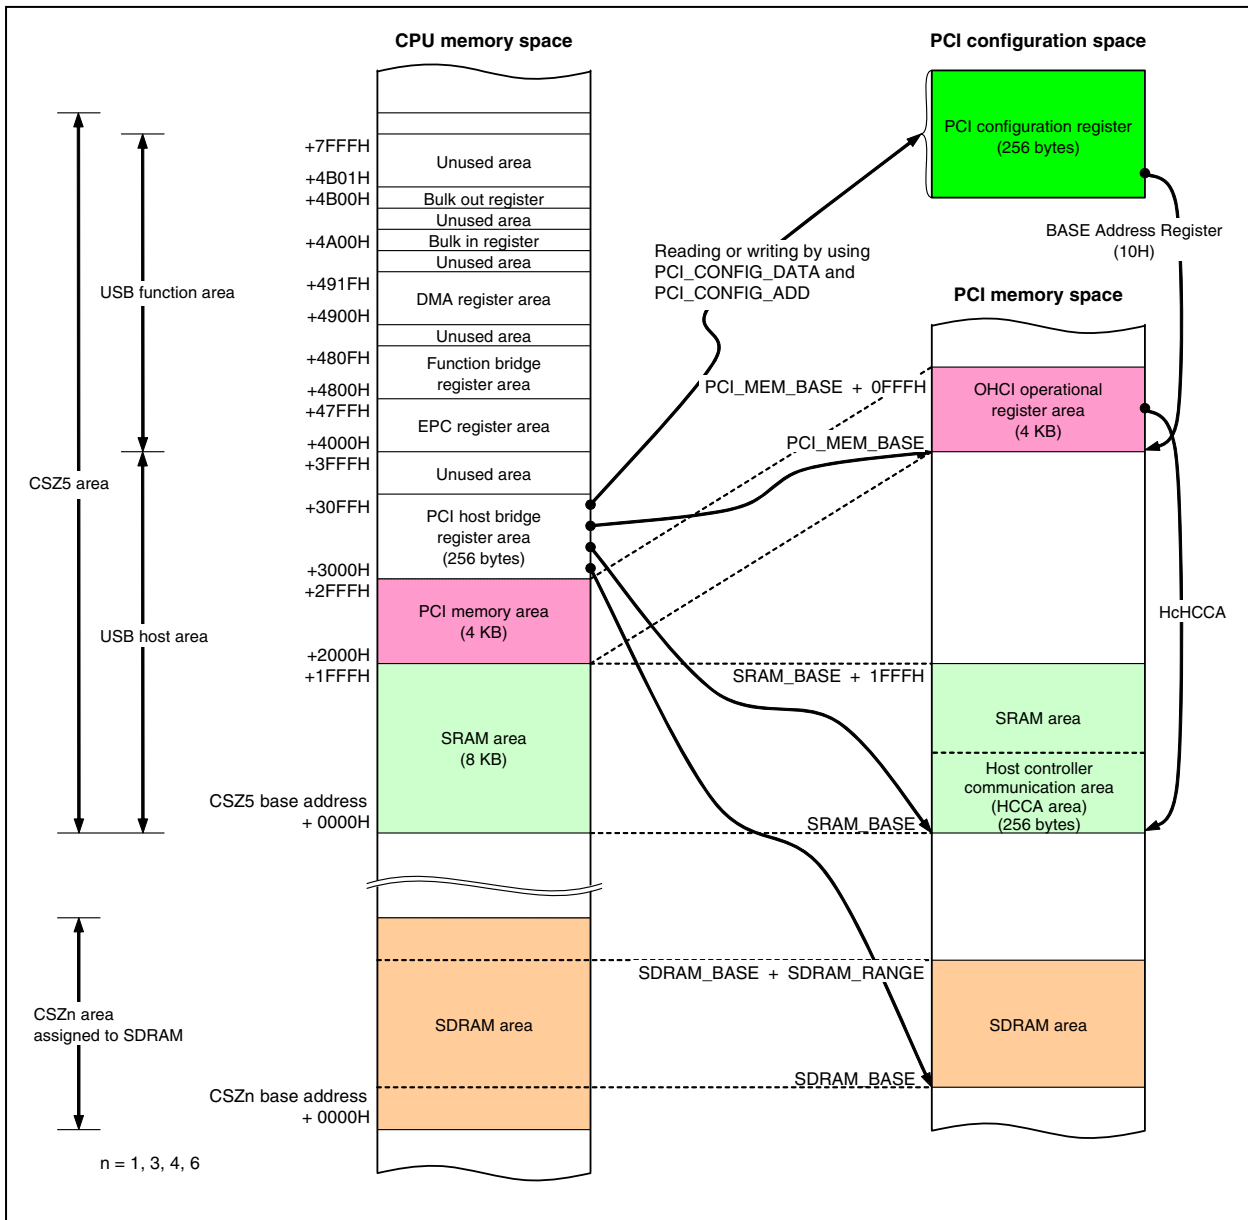 CPU memory space
PCI configuration space
PCI configuration register
(256 bytes)
+7FFFH
Unused area
+4B01H
+4B00H
Bulk out register
Unused area
+4A00H
Bulk in register
Unused area
+491FH
DMA register area
+4900H
Unused area
+480FH
Function bridge
register area
+4800H
+47FFH
EPC register area
+4000H
+3FFFH
Unused area
+30FFH
PCI host bridge
register area
(256 bytes)
+3000H
+2FFFH
PCI memory area
(4 KB)
+2000H
+1FFFH
SRAM area
(8 KB)
CSZ5 base address
+ 0000H
USB function area
CSZ5 area
USB host area
Reading or writing by using
PCI_CONFIG_DATA and
PCI_CONFIG_ADD
BASE Address Register
(10H)
PCI memory space
PCI_MEM_BASE + 0FFFH
OHCI operational
register area
(4 KB)
PCI_MEM_BASE
HcHCCA
SRAM_BASE + 1FFFH
SRAM area
Host controller
communication area
(HCCA area)
(256 bytes)
SRAM_BASE
SDRAM_BASE + SDRAM_RANGE
CSZn area
assigned to SDRAM
SDRAM area
SDRAM area
SDRAM_BASE
CSZn base address
+ 0000H
n = 1, 3, 4, 6